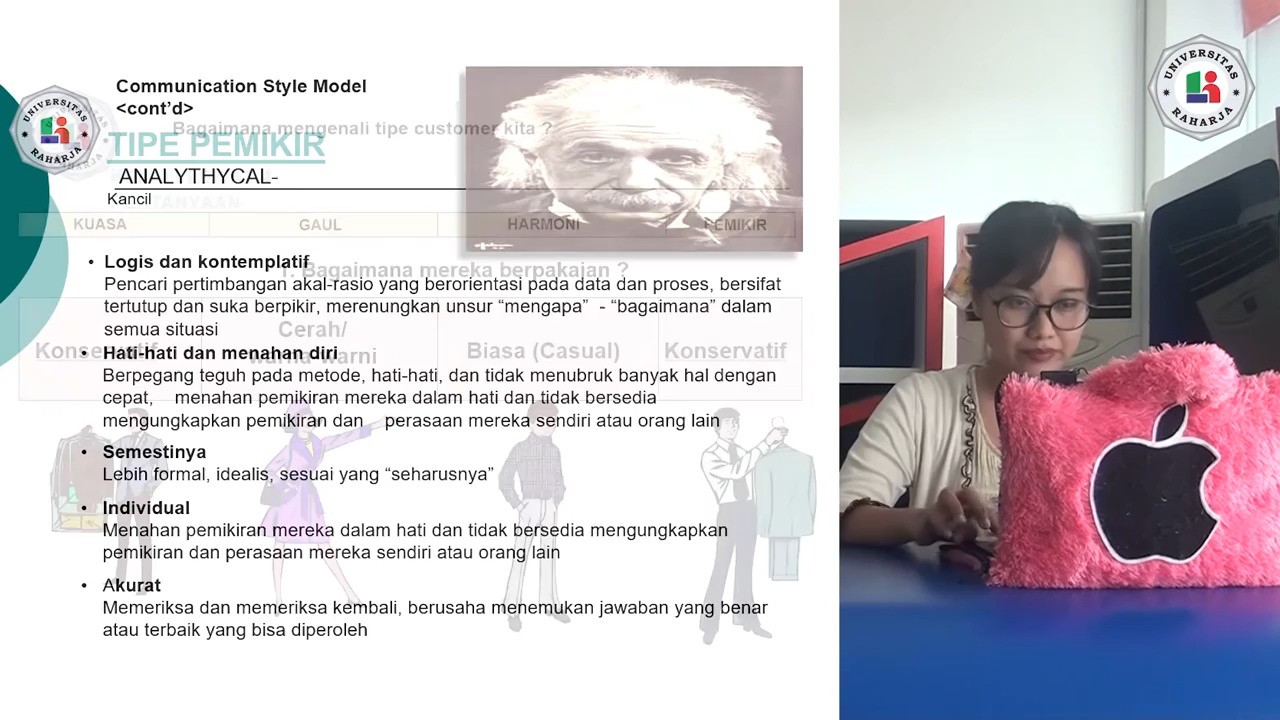 Communication Style Model
<cont'd>
Bagaimana mengenali tipe customer kita ?
TIPE PEMIKIR
ANALYTHYCAL-
Kancil
KUASA GAUL HARMONI PEMIKIR
• Logis dan kontemplatif
1. Bagaimana mereka berpakaian ?
Pencari pertimbangan akal-rasio yang berorientasi pada data dan proses, bersifat
tertutup dan suka berpikir, merenungkan unsur “mengapa” - “bagaimana” dalam
semua situasi
Cerah/
warna-warni
Konservatif Biasa (Casual) Konservatif
• Hati-hati dan menahan diri
Berpegang teguh pada metode, hati-hati, dan tidak menubruk banyak hal dengan
cepat, menahan pemikiran mereka dalam hati dan tidak bersedia
mengungkapkan pemikiran dan perasaan mereka sendiri atau orang lain
• Semestinya
Lebih formal, idealis, sesuai yang “seharusnya”
• Individual
Menahan pemikiran mereka dalam hati dan tidak bersedia mengungkapkan
pemikiran dan perasaan mereka sendiri atau orang lain
• Akurat
Memeriksa dan memeriksa kembali, berusaha menemukan jawaban yang benar
atau terbaik yang bisa diperoleh
UNIVERSITAS
RAHARJA
UNIVERSITAS
RAHARJA